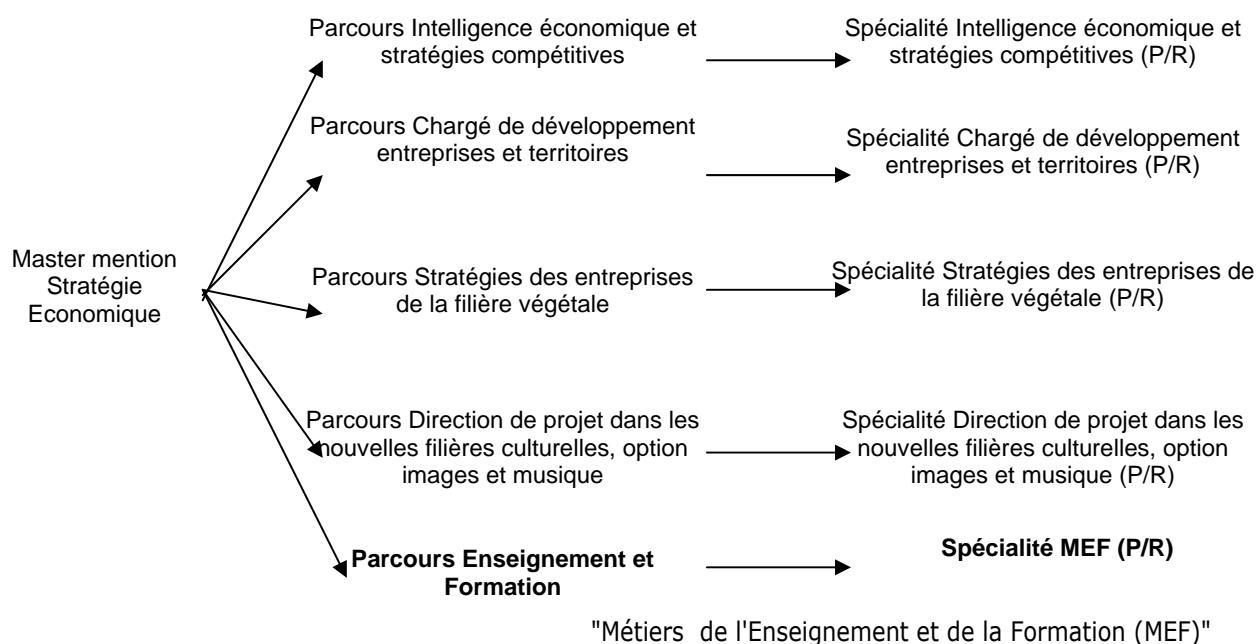 Parcours Intelligence économique et
stratégies compétitives
Spécialité Intelligence économique et
stratégies compétitives (P/R)
Parcours Chargé de développement
entreprises et territoires
Spécialité Chargé de développement
entreprises et territoires (P/R)
Master mention
Stratégie
Economique
Parcours Stratégies des entreprises
de la filière végétale
Spécialité Stratégies des entreprises de
la filière végétale (P/R)
Parcours Direction de projet dans les
nouvelles filières culturelles, option
images et musique
Spécialité Direction de projet dans les
nouvelles filières culturelles, option
images et musique (P/R)
Parcours Enseignement et
Formation
Spécialité MEF (P/R)
"Métiers de l'Enseignement et de la Formation (MEF)"